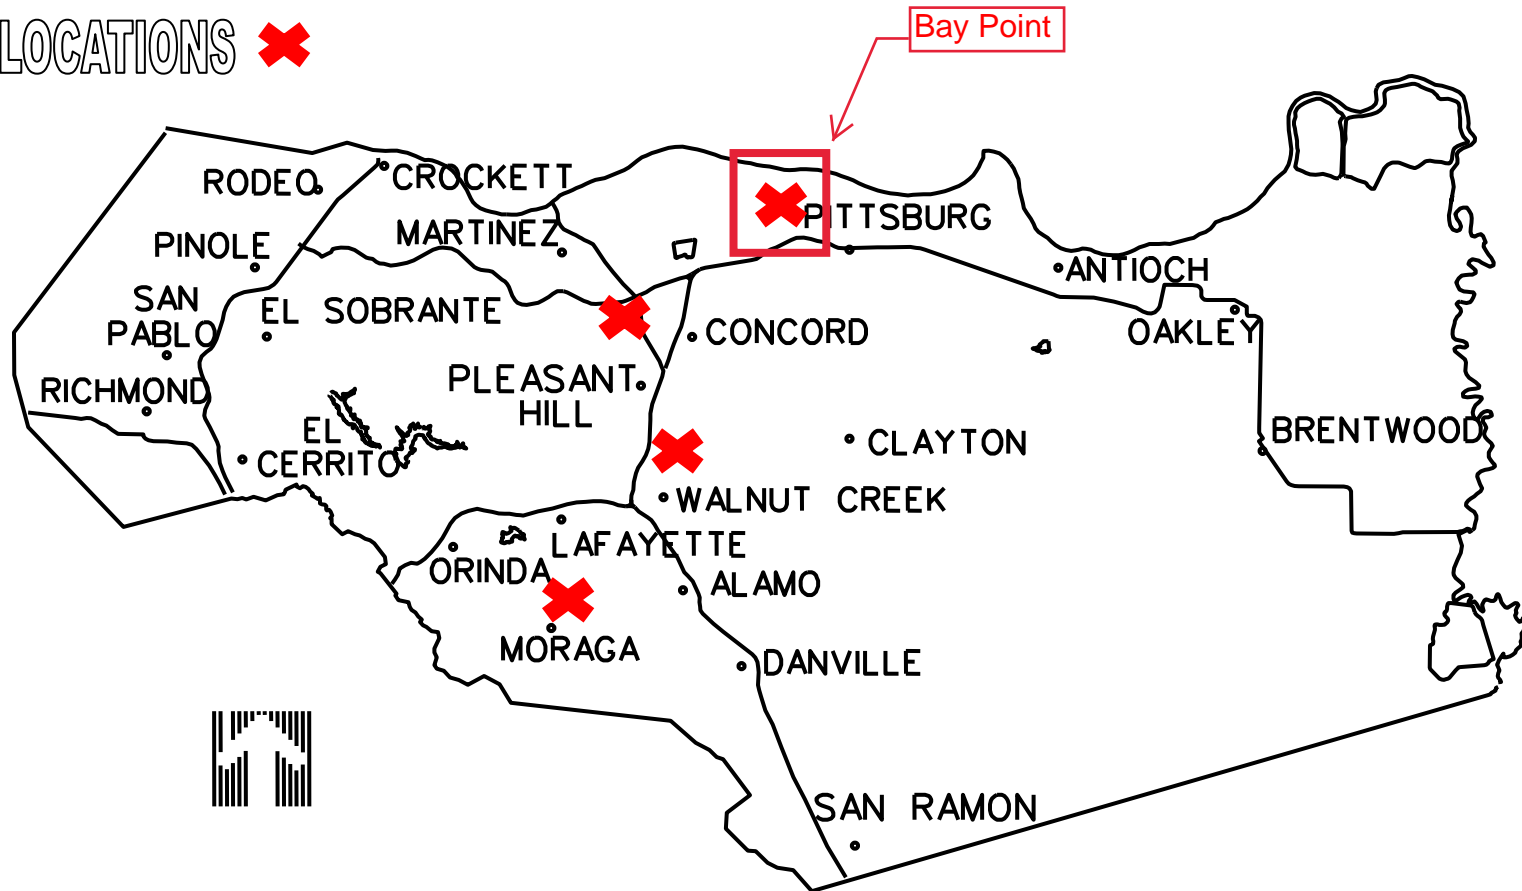 LOCATIONS
Bay Point
RODEO
CROCKETT
PITTSBURG
MARTINEZ
PINOLE
ANTIOCH
SAN
PABLO
EL SOBRANTE
CONCORD
OAKLEY
RICHMOND
PLEASANT
HILL
EL
CERRITO
CLAYTON
BRENTWOOD
WALNUT CREEK
LAFAYETTE
ORINDA
ALAMO
MORAGA
DANVILLE
SAN RAMON